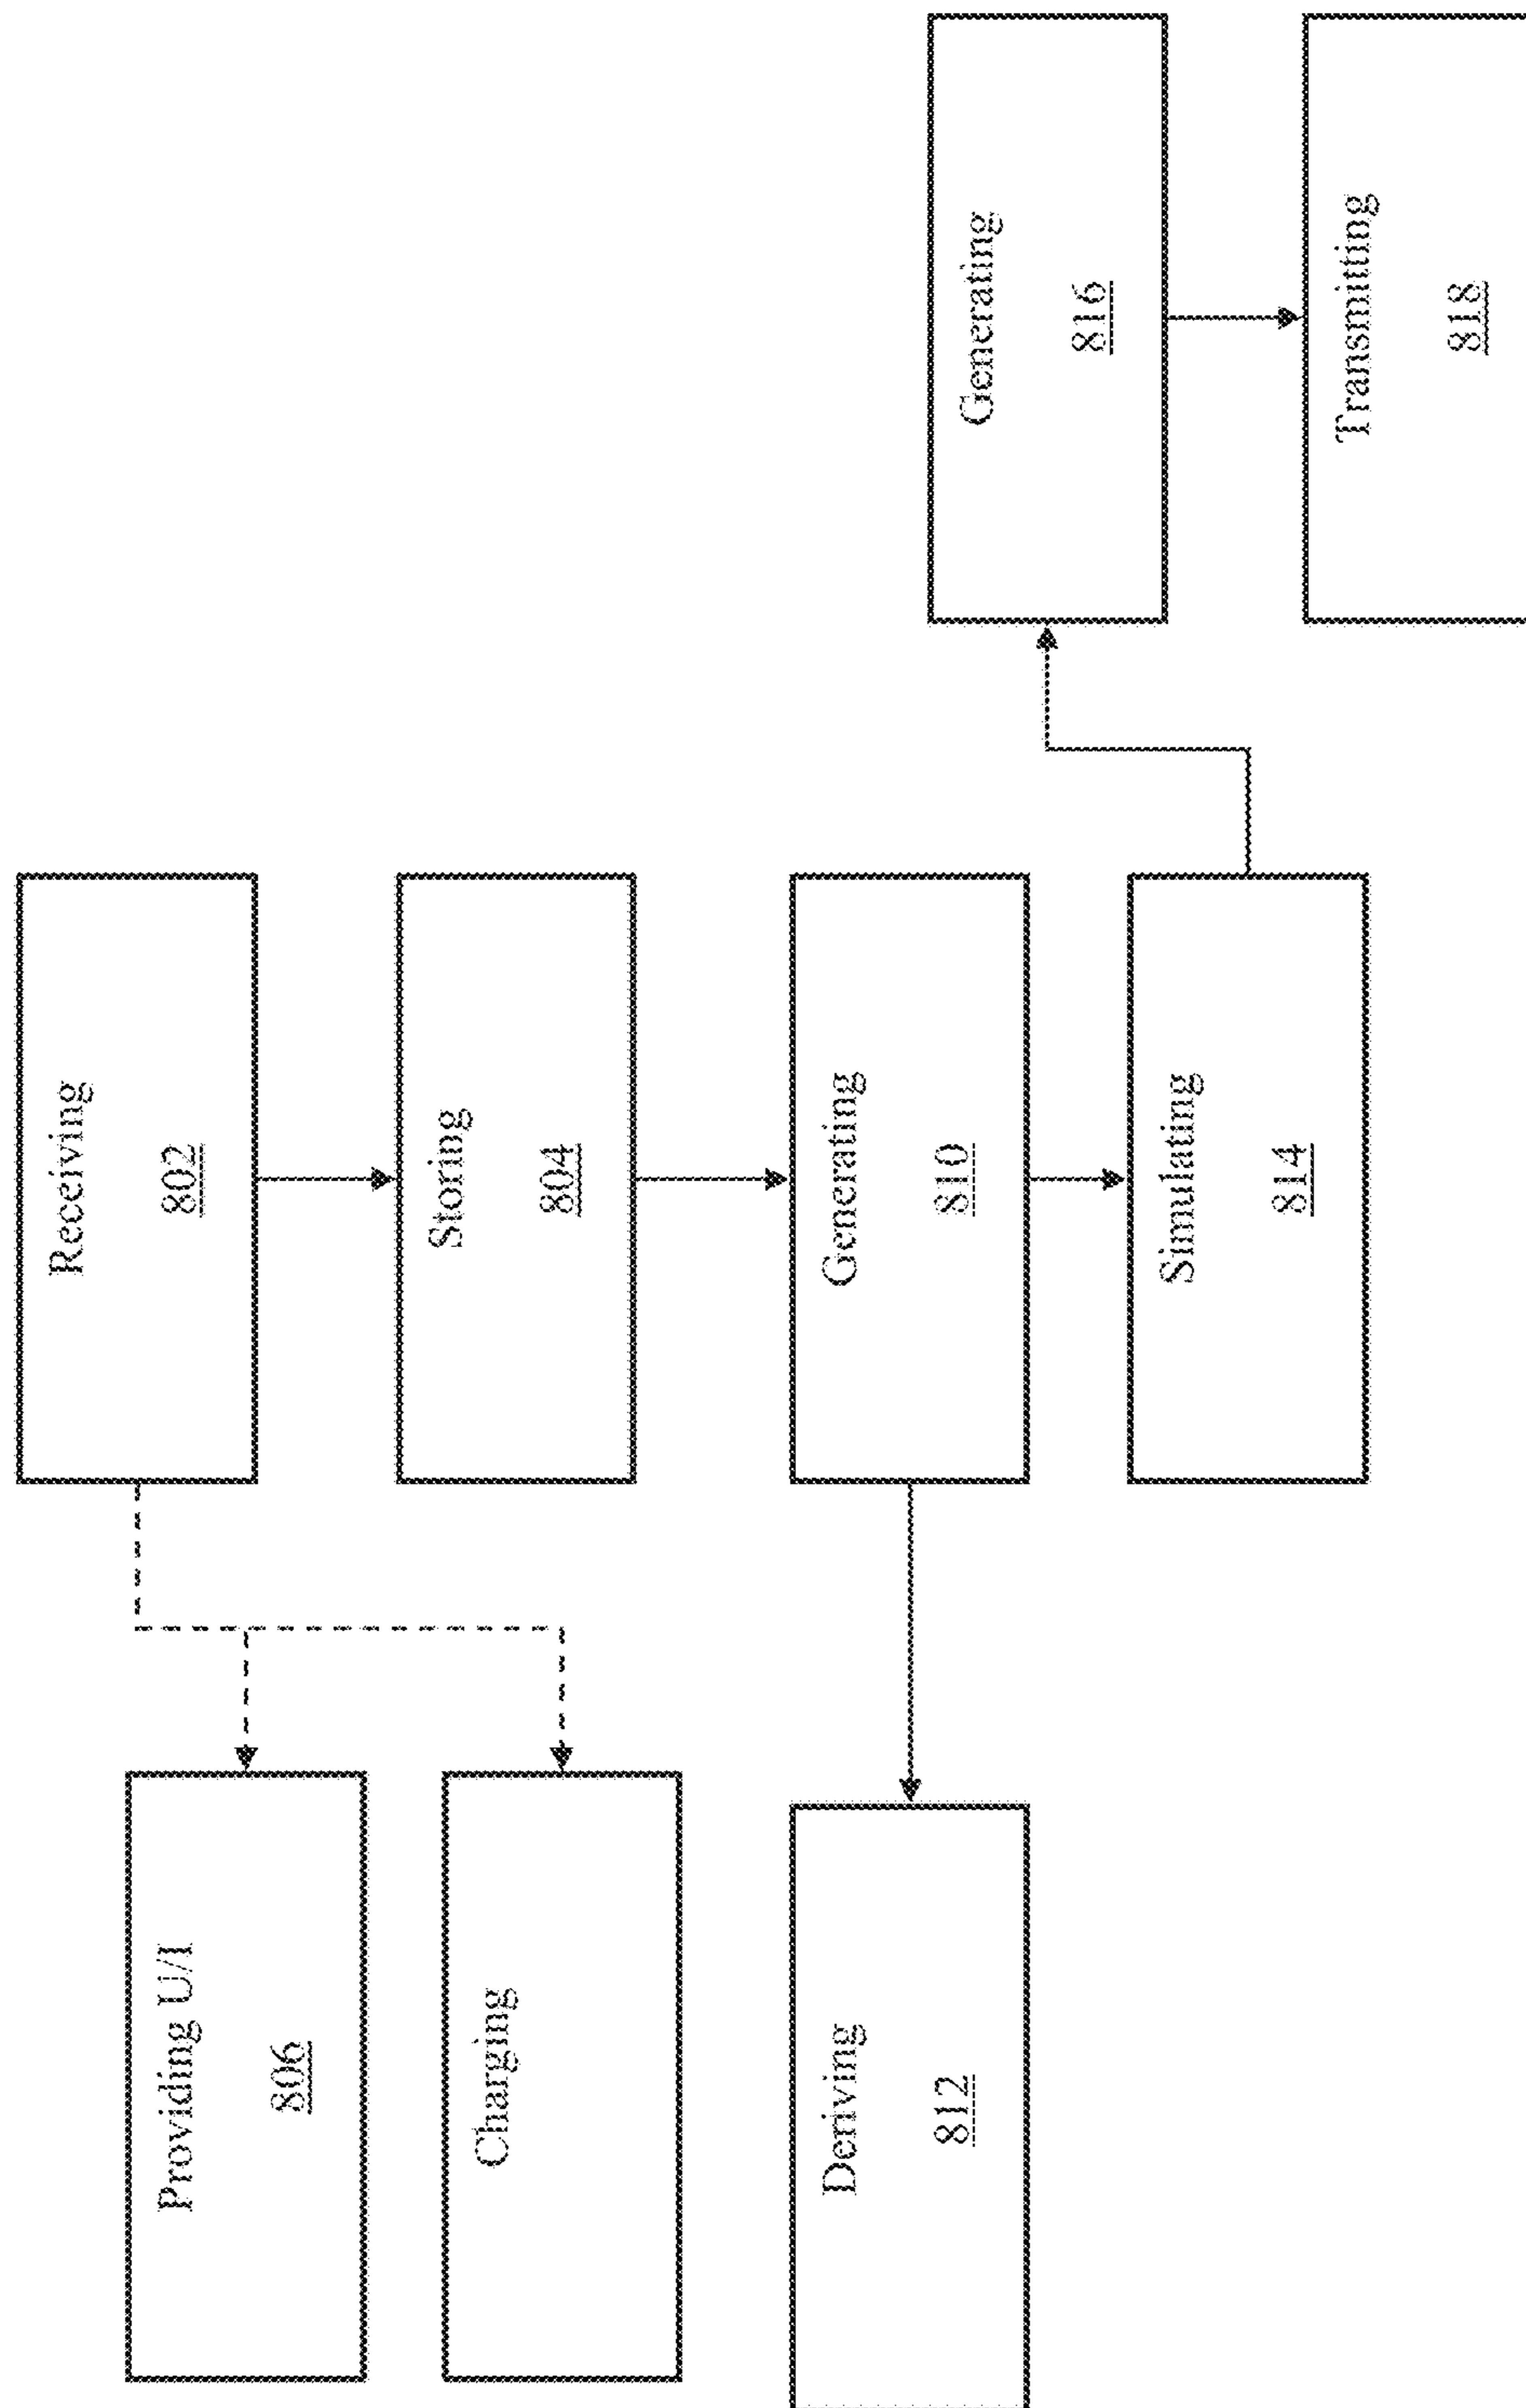 Receiving
802
Storing
804
Providing U/I
806
Charging
Generating
810
Deriving
812
Simulating
814
Generating
816
Transmitting
818